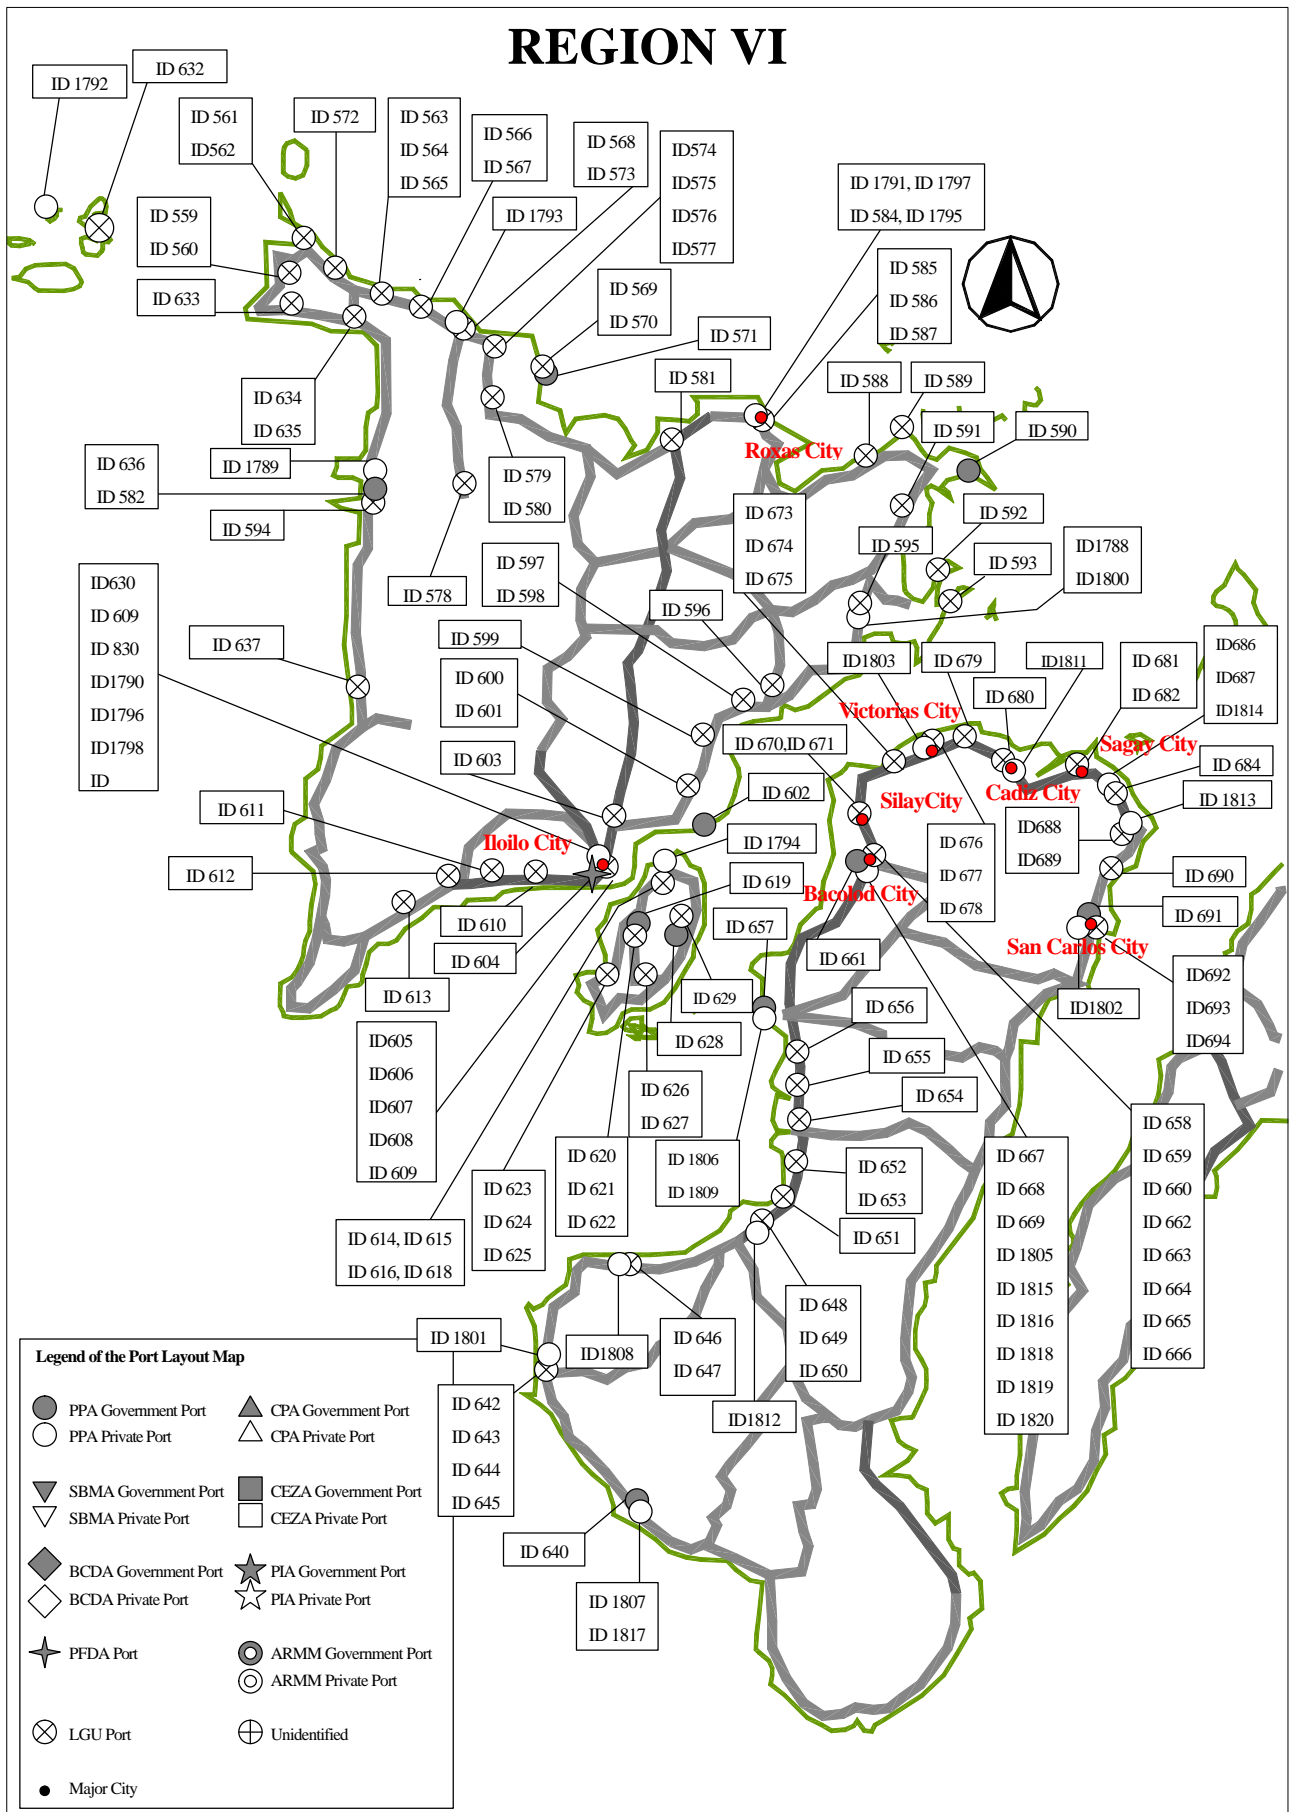 REGION VI
ID 1792
ID 632
ID 561
ID562
ID 572
ID 563
ID 564
ID 565
ID 566
ID 567
ID 568
ID 573
ID574
ID575
ID576
ID577
ID 1791, ID 1797
ID 584, ID 1795
ID 559
ID 560
ID 1793
ID 585
ID 586
ID 587
ID 633
ID 569
ID 570
ID 571
ID 581
ID 588
ID 589
ID 634
ID 635
Roxas City
ID 591
ID 590
ID 636
ID 582
ID 1789
ID 594
ID 579
ID 580
ID 673
ID 674
ID 675
ID 592
ID 595
ID 593
ID1788
ID1800
ID630
ID 609
ID 830
ID1790
ID1796
ID1798
ID
ID 578
ID 597
ID 598
ID 596
ID 637
ID 599
ID 600
ID 601
ID1803
ID 679
ID1811
ID 681
ID 682
ID686
ID687
ID1814
ID 680
Victorias City
ID 670,ID 671
Sagay City
ID 603
ID 684
ID 602
SilayCity
Cadiz City
ID 1813
ID 611
Iloilo City
ID 1794
ID688
ID689
ID 676
ID 677
ID 678
ID 612
ID 619
Bacolod City
ID 690
ID 610
ID 657
ID 691
San Carlos City
ID 604
ID 661
ID 613
ID 629
ID1802
ID692
ID693
ID694
ID 628
ID 656
ID605
ID606
ID607
ID608
ID 609
ID 655
ID 626
ID 627
ID 654
ID 620
ID 621
ID 622
ID 1806
ID 1809
ID 652
ID 653
ID 667
ID 668
ID 669
ID 1805
ID 1815
ID 1816
ID 1818
ID 1819
ID 1820
ID 658
ID 659
ID 660
ID 662
ID 663
ID 664
ID 665
ID 666
ID 623
ID 624
ID 625
ID 651
ID 614, ID 615
ID 616, ID 618
ID 648
ID 649
ID 650
ID 1801
ID1808
ID 646
ID 647
ID1812
ID 642
ID 643
ID 644
ID 645
ID 640
ID 1807
ID 1817
Legend of the Port Layout Map
PPA Government Port
CPA Government Port
PPA Private Port
CPA Private Port
SBMA Government Port
CEZA Government Port
SBMA Private Port
CEZA Private Port
BCDA Government Port
PIA Government Port
BCDA Private Port
PIA Private Port
PFDA Port
ARMM Government Port
ARMM Private Port
LGU Port
Unidentified
Major City